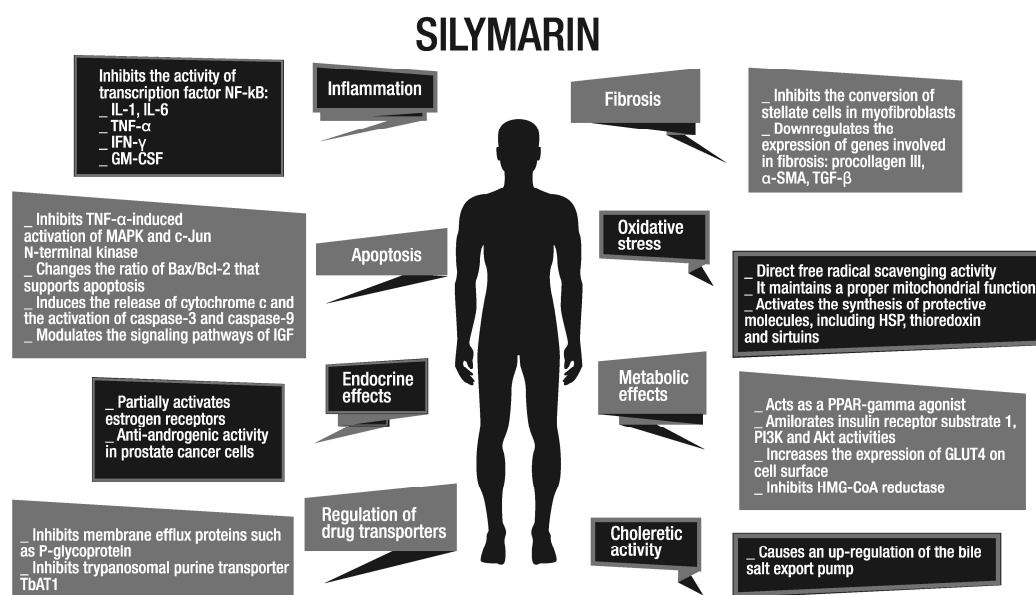 SILYMARIN
Inflammation
Inhibits the activity of
transcription factor NF-kB:
_ IL-1, IL-6
_ TNF-α
_ IFN-γ
_ GM-CSF
Apoptosis
_ Inhibits TNF-α-induced
activation of MAPK and c-Jun
N-terminal kinase
_ Changes the ratio of Bax/Bcl-2 that
supports apoptosis
_ Induces the release of cytochrome c and
the activation of caspase-3 and caspase-9
_ Modulates the signaling pathways of IGF
Endocrine
effects
_ Partially activates
estrogen receptors
_ Anti-androgenic activity
in prostate cancer cells
Regulation of
drug transporters
_ Inhibits membrane efflux proteins such
as P-glycoprotein
_ Inhibits trypanosomal purine transporter
TbAT1
Fibrosis
_ Inhibits the conversion of
stellate cells in myofibroblasts
_ Downregulates the
expression of genes involved
in fibrosis: procollagen III,
α-SMA, TGF-β
Oxidative
stress
_ Direct free radical scavenging activity
_ It maintains a proper mitochondrial function
_ Activates the synthesis of protective
molecules, including HSP, thioredoxin
and sirtuins
Metabolic
effects
_ Acts as a PPAR-gamma agonist
_ Amilorates insulin receptor substrate 1,
PI3K and Akt activities
_ Increases the expression of GLUT4 on
cell surface
_ Inhibits HMG-CoA reductase
Choleretic
activity
_ Causes an up-regulation of the bile
salt export pump